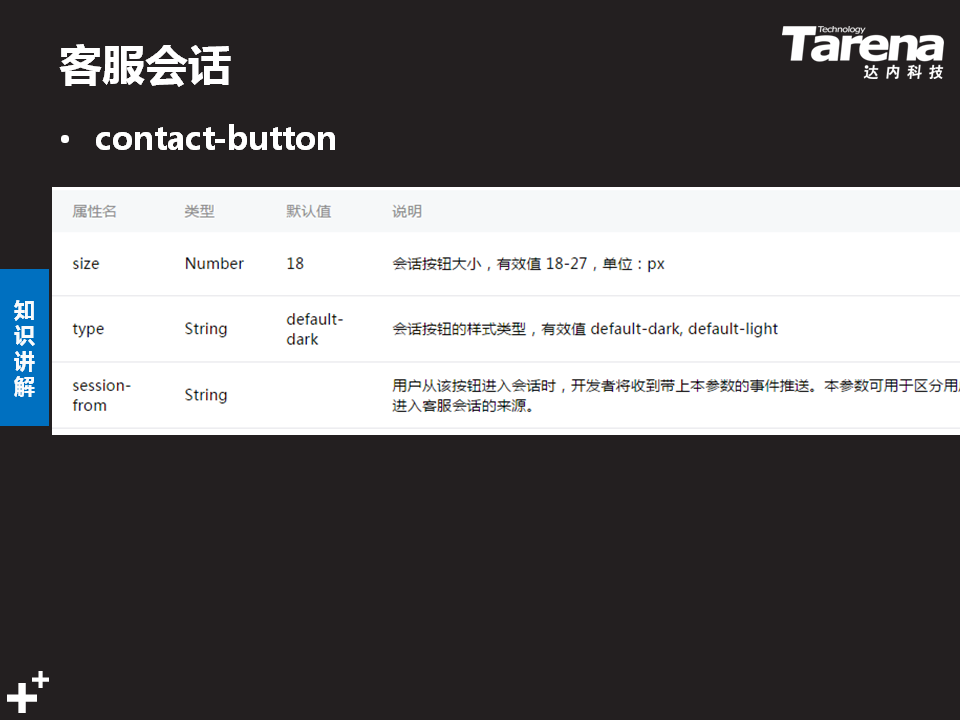 客服会话
Technology
Tarena
达内科技
• contact-button
属性名 类型 默认值 说明
size Number 18 会话按钮大小，有效值 18-27，单位：px
type String default-dark 会话按钮的样式类型，有效值 default-dark, default-light
session-from String 用户从该按钮进入会话时，开发者将收到带上本参数的事件推送。本参数可用于区分用
进入客服会话的来源。
知识讲解